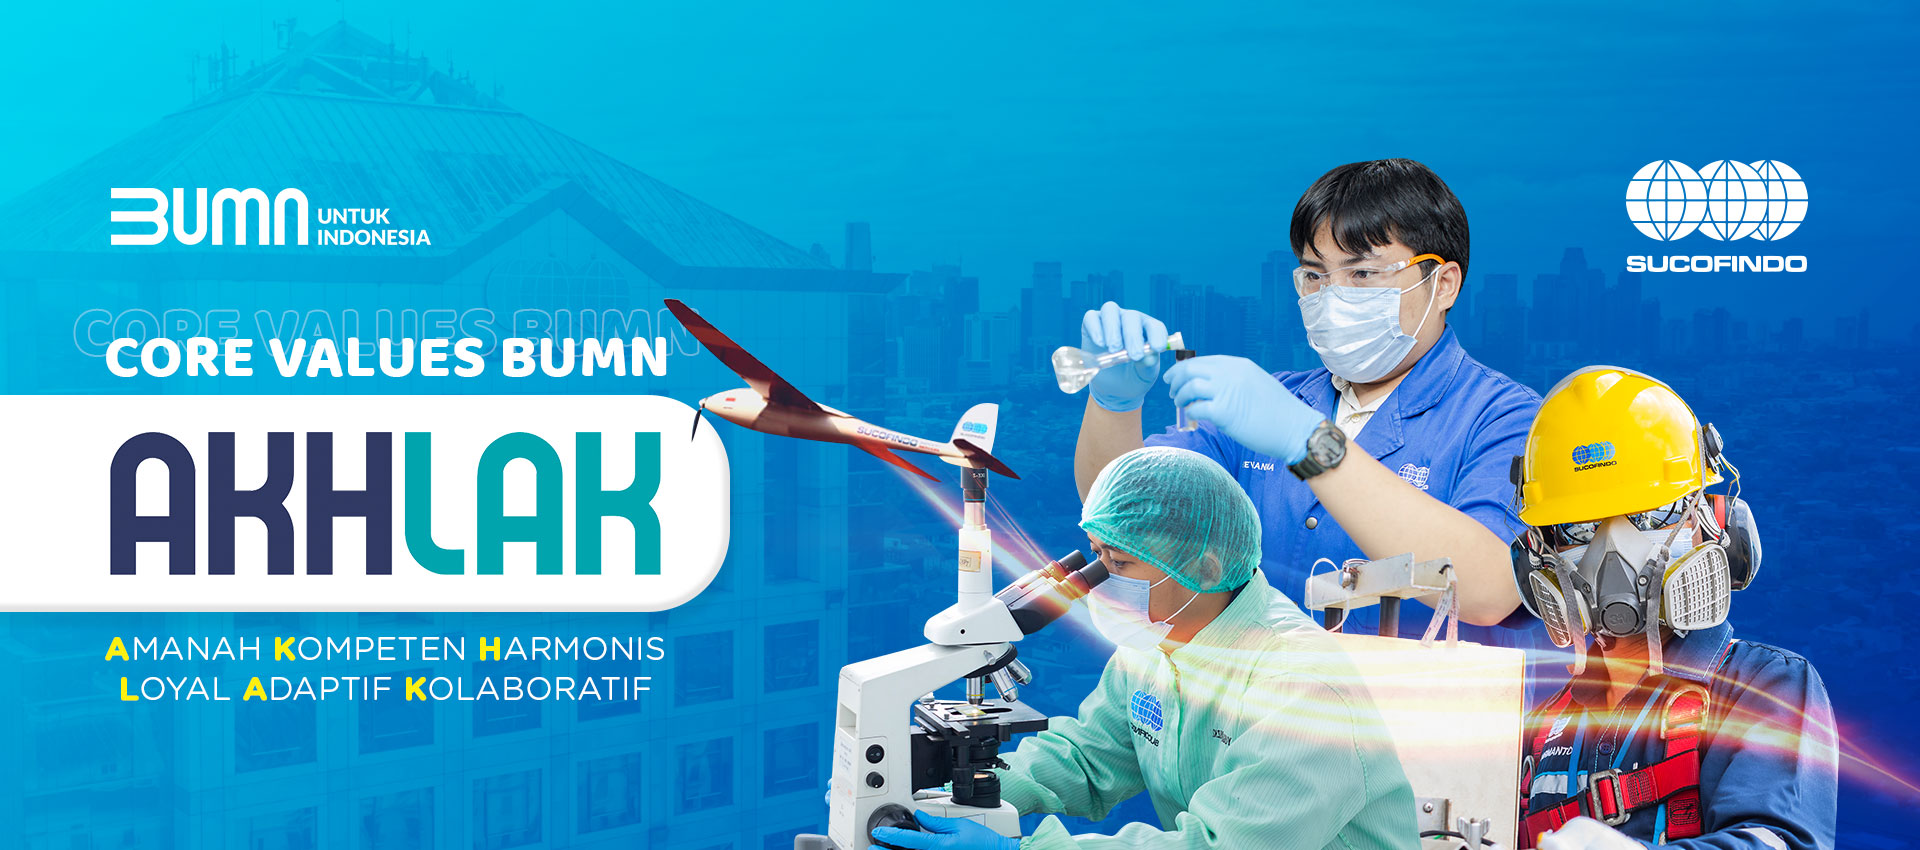 BUMN UNTUK
INDONESIA
SUCOFINDO
CORE VALUES BUMN
CORE VALUES BUMN
AKHLAK
AMANAH KOMPETEN HARMONIS
LOYAL ADAPTIF KOLABORATIF
SUCOFINDO
SUCOFINDO